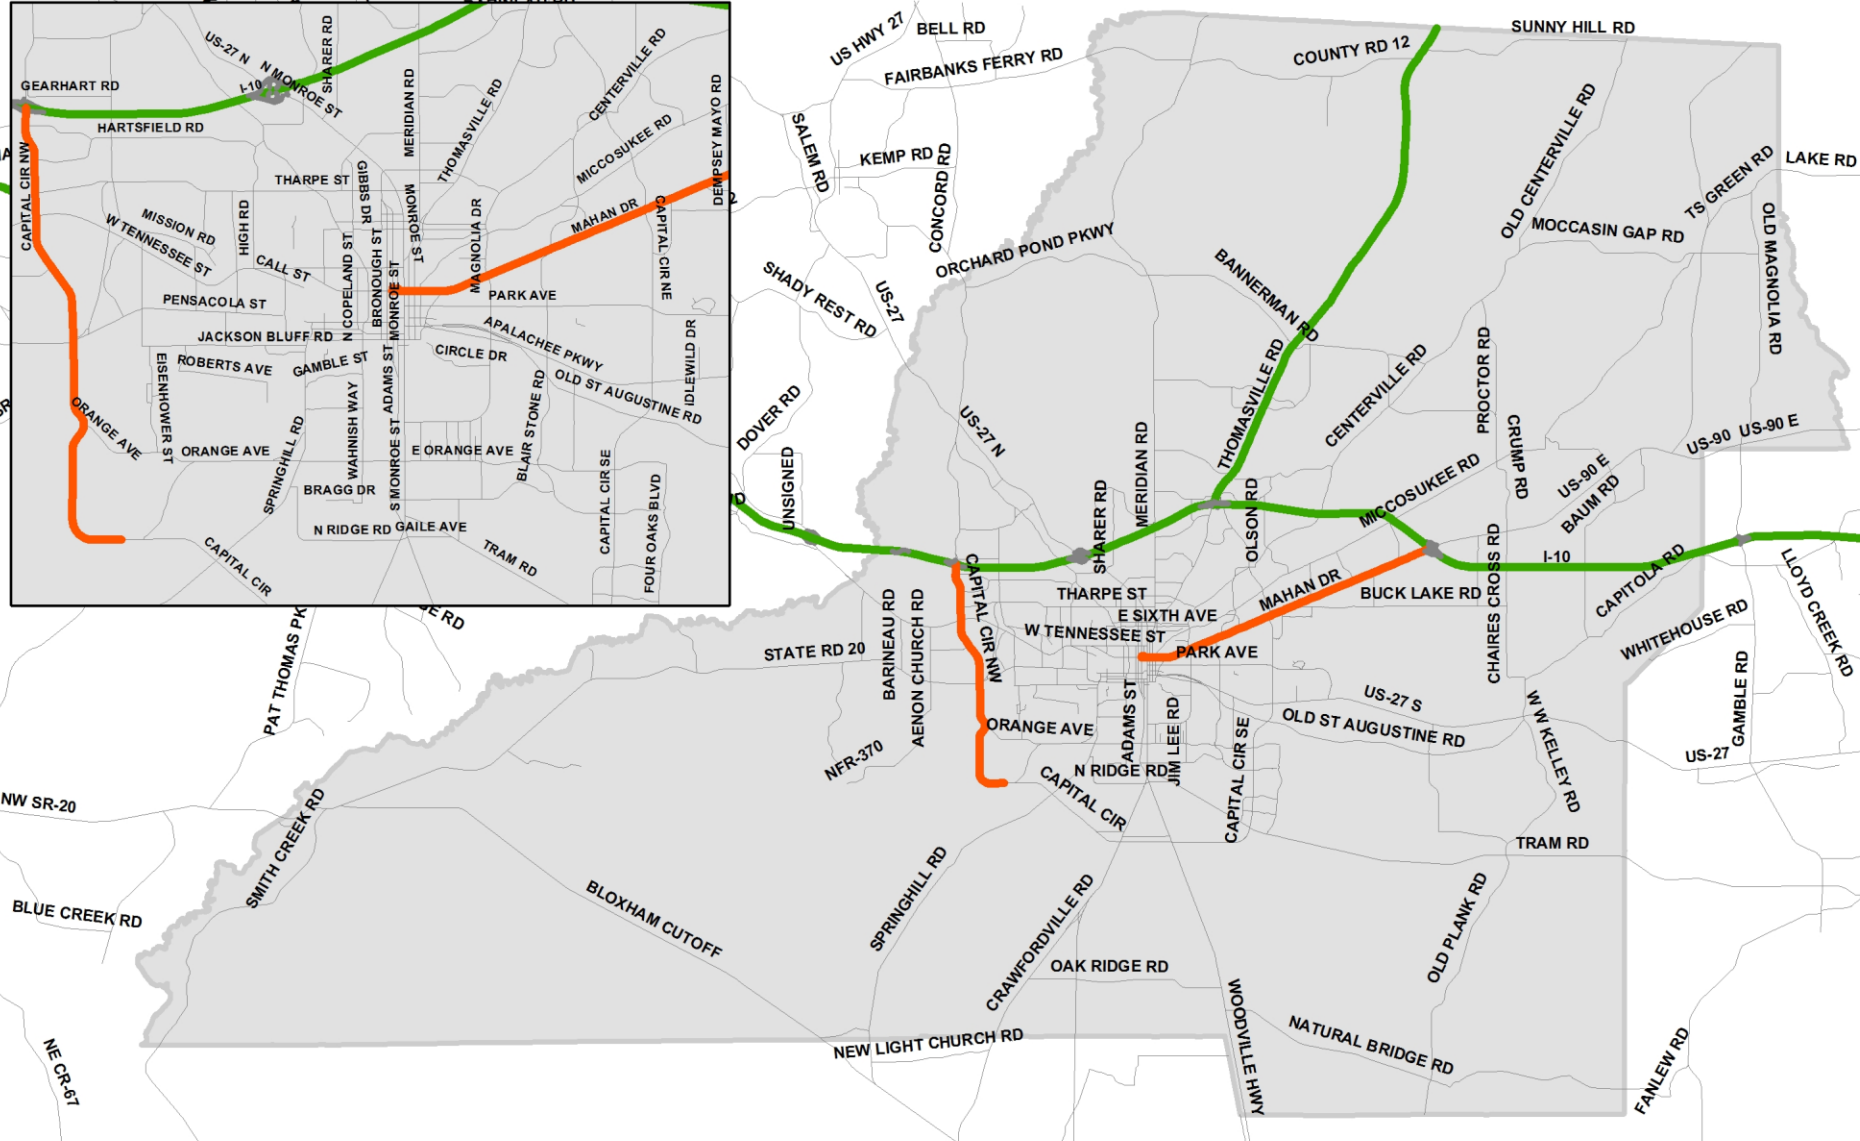 US-27 N
N MONROE ST
SHARER RD
GEARHART RD
I-10
HARTSFIELD RD
MERIDIAN RD
THOMASVILLE RD
CENTERVILLE RD
MICCOSUKEE RD
DEMPSEY MAYO RD
CAPITAL CIR NW
THARPE ST
GIBBS DR
MONROE ST
MAHAN DR
CAPITAL CIR NE
MISSION RD
W TENNESSEE ST
HIGH RD
CALL ST
N COPELAND ST
BRONOUGH ST
MONROE ST
MAGNOLIA DR
PARK AVE
PENSACOLA ST
JACKSON BLUFF RD
APALACHEE PKWY
CIRCLE DR
IDLEWILD DR
EISENHOWER ST
ROBERTS AVE
GAMBLE ST
OLD ST AUGUSTINE RD
ORANGE AVE
ORANGE AVE
SPRINGHILL RD
WAHNISH WAY
ADAMS ST
S MONROE ST
E ORANGE AVE
BLAIR STONE RD
BRAGG DR
N RIDGE RD
GAILE AVE
CAPITAL CIR SE
FOUR OAKS BLVD
CAPITAL CIR
TRAM RD
US HWY 27
BELL RD
FAIRBANKS FERRY RD
COUNTY RD 12
SUNNY HILL RD
SALEM RD
KEMP RD
CONCORD RD
OLD CENTERVILLE RD
TS GREEN RD
LAKE RD
MOCCASIN GAP RD
OLD MAGNOLIA RD
ORCHARD POND PKWY
SHADY REST RD
US-27
BANNERMAN RD
THOMASVILLE RD
CENTERVILLE RD
PROCTOR RD
DOVER RD
US-27 N
MERIDIAN RD
CRUMP RD
US-90
US-90 E
US-90 E
BAUM RD
UNSIGNED
SHARER RD
OLSON RD
MICCOSUKEE RD
CHAIRES CROSS RD
I-10
CAPITOLA RD
LLOYD CREEK RD
CAPITAL CIR NW
THARPE ST
E SIXTH AVE
MAHAN DR
BUCK LAKE RD
WHITEHOUSE RD
BARINEAU RD
AENON CHURCH RD
W TENNESSEE ST
PARK AVE
STATE RD 20
PAT THOMAS PK
GE RD
GAMBLE RD
US-27 S
OLD ST AUGUSTINE RD
W W KELLEY RD
US-27
ORANGE AVE
ADAMS ST
JIM LEE RD
CAPITAL CIR SE
NFR-370
N RIDGE RD
CAPITAL CIR
NW SR-20
SMITH CREEK RD
TRAM RD
BLUE CREEK RD
BLOXHAM CUTOFF
SPRINGHILL RD
CRAWFORDVILLE RD
OLD PLANK RD
OAK RIDGE RD
WOODVILLE HWY
NATURAL BRIDGE RD
NEW LIGHT CHURCH RD
NE CR-67
FANLEW RD